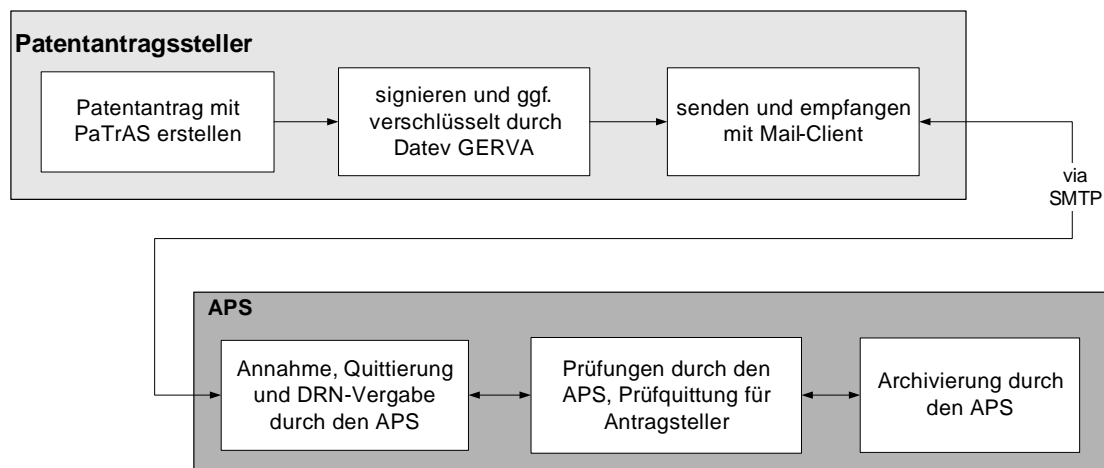 Patentantragssteller
Patentantrag mit
PaTrAS erstellen
signieren und ggf.
verschlüsselt durch
Datev GERVA
senden und empfangen
mit Mail-Client
via
SMTP
APS
Annahme, Quittierung
und DRN-Vergabe
durch den APS
Prüfungen durch den
APS, Prüfquittung für
Antragsteller
Archivierung durch
den APS